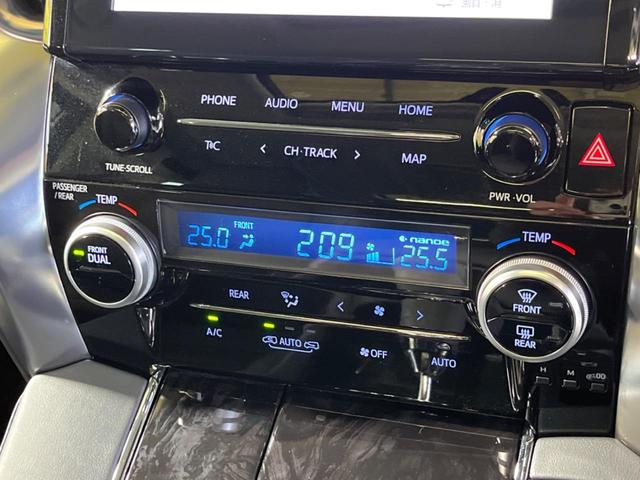 PHONE AUDIO MENU HOME
TC CH·TRACK MAP
TUNE·SCROLL
PWR·VOL
PASSENGER
/ REAR
TEMP
TEMP
FRONT
25.0 209 nanoe 25.5
FRONT
DUAL
FRONT
REAR
REAR
A/C AUTO OFF AUTO
H M